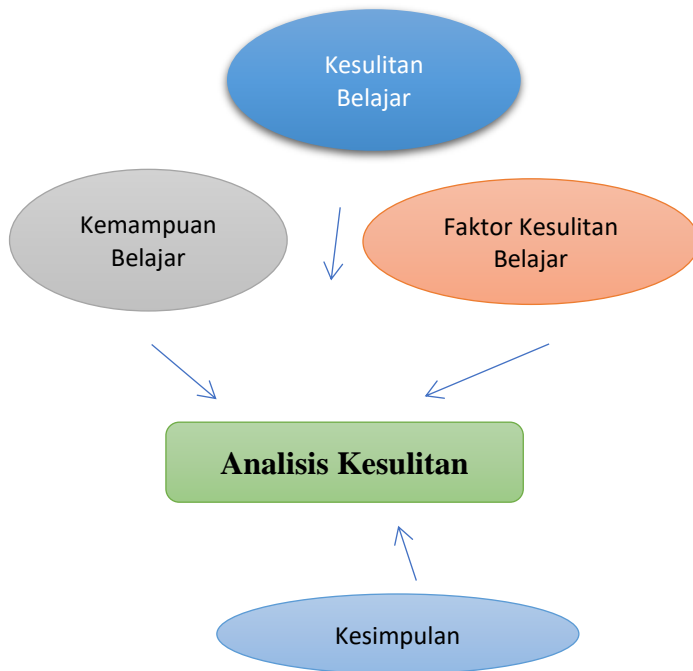 Kesulitan
Belajar
Kemampuan
Belajar
Faktor Kesulitan
Belajar
Analisis Kesulitan
Kesimpulan